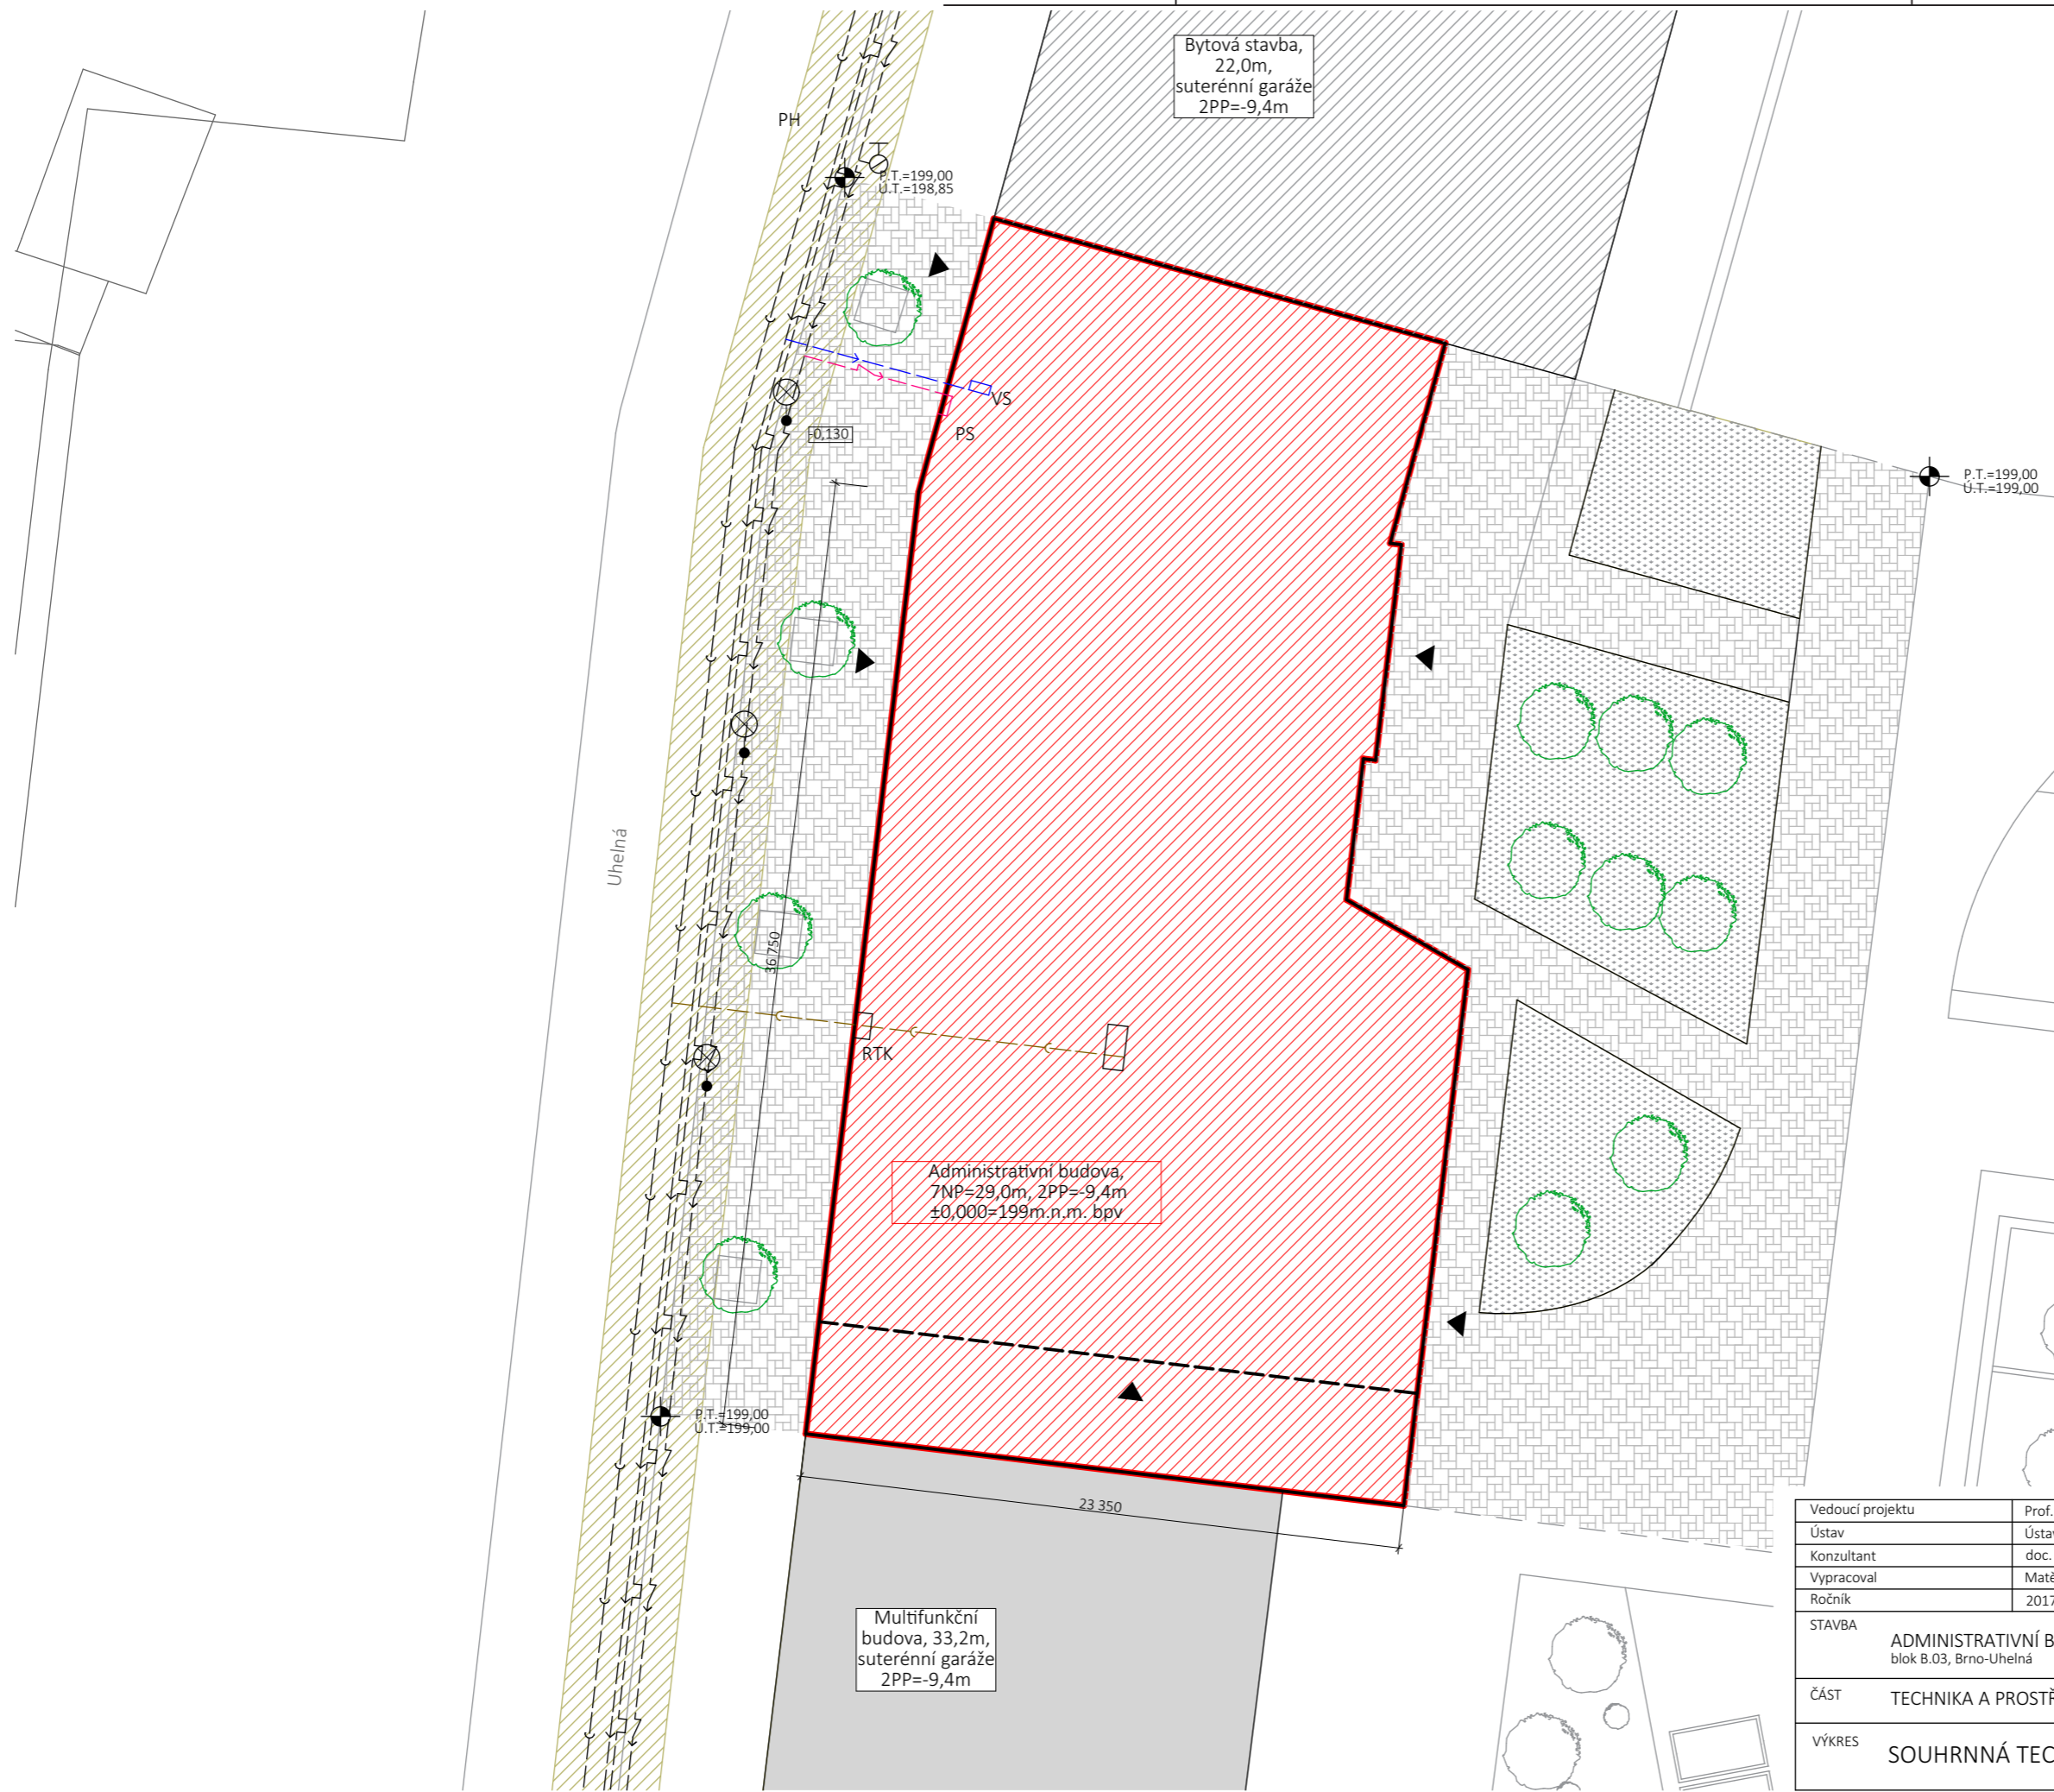 Bytová stavba,
22,0m,
suterénní garáže
2PP=-9,4m
PH
P.T.=199,00
Ú.T.=198,85
VS
PS
-0,130
P.T.=199,00
Ú.T.=199,00
Uhelná
36 750
RTK
Administrativní budova,
7NP=29,0m, 2PP=-9,4m
±0,000=199m.n.m. bpv
P.T.=199,00
Ú.T.=199,00
23 350
Multifunkční
budova, 33,2m,
suterénní garáže
2PP=-9,4m
Vedoucí projektu Prof.
Ústav Ústav
Konzultant doc.
Vypracoval Matě
Ročník 2017
STAVBA
ADMINISTRATIVNÍ B
blok B.03, Brno-Uhelná
ČÁST TECHNIKA A PROSTŘ
VÝKRES
SOUHRNNÁ TEC